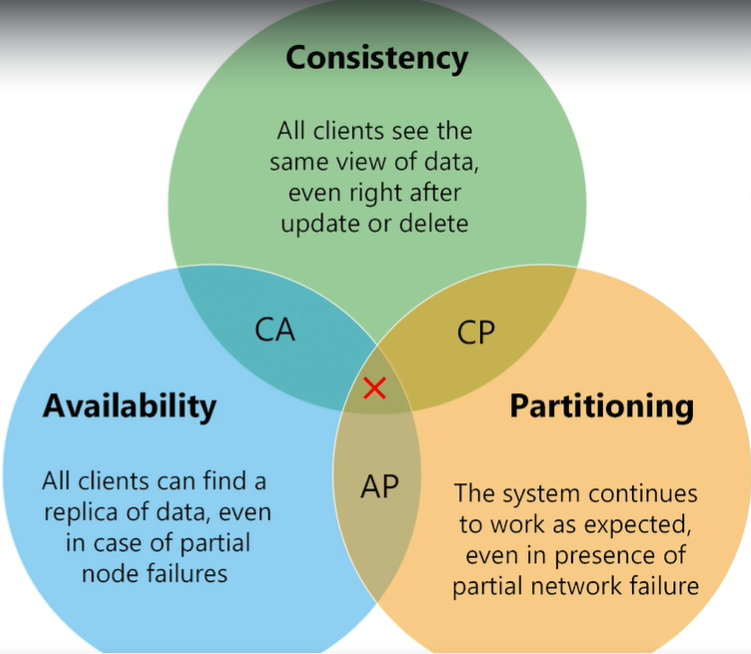 Consistency
All clients see the
same view of data,
even right after
update or delete
CA
CP
Availability
All clients can find a
replica of data, even
in case of partial
node failures
AP
Partitioning
The system continues
to work as expected,
even in presence of
partial network failure